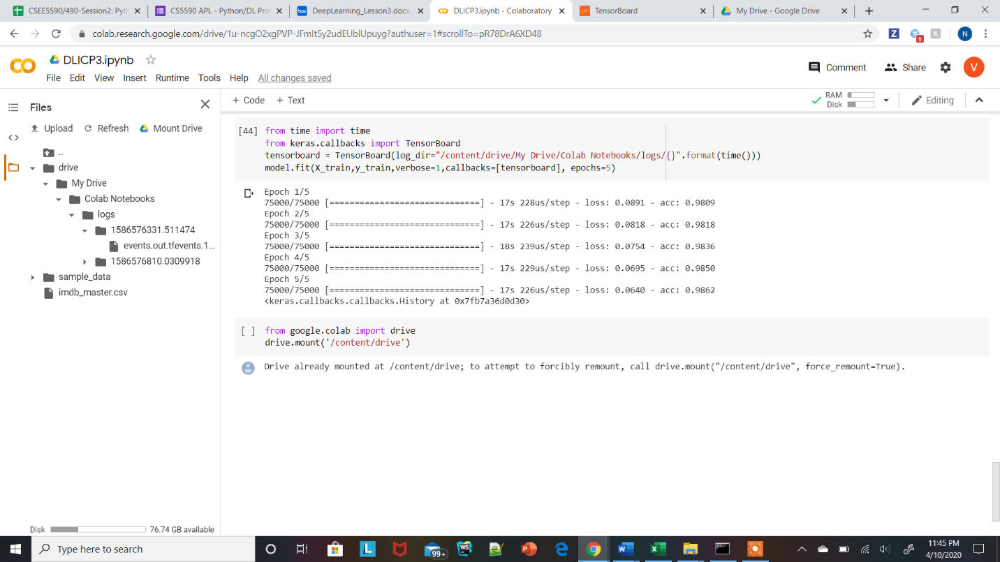 CSEE5590/490-Session2: Pyth
CS5590 APL - Python/DL Pro
box
DeepLearning_Lesson3.docx
DLICP3.ipynb - Colaboratory
TensorBoard
My Drive - Google Drive
colab.research.google.com/drive/1u-ncgO2xgPVP-JFmIt5y2udEUblUpuyg?authuser=1#scrollTo=pR78DrA6XD48
Z
1
N
DLICP3.ipynb
File Edit View Insert Runtime Tools Help All changes saved
Comment
Share
V
Files
+ Code + Text
RAM
Disk
Editing
Upload Refresh Mount Drive
..
drive
My Drive
Colab Notebooks
logs
1586576331.511474
events.out.tfevents.1...
1586576810.0309918
sample_data
imdb_master.csv
Disk 76.74 GB available
[44] from time import time
from keras.callbacks import TensorBoard
tensorboard = TensorBoard(log_dir="/content/drive/My Drive/Colab Notebooks/logs/{}".format(time()))
model.fit(X_train,y_train,verbose=1,callbacks=[tensorboard], epochs=5)
Epoch 1/5
75000/75000 [==============================] - 17s 228us/step - loss: 0.0891 - acc: 0.9809
Epoch 2/5
75000/75000 [==============================] - 17s 226us/step - loss: 0.0818 - acc: 0.9818
Epoch 3/5
75000/75000 [==============================] - 18s 239us/step - loss: 0.0754 - acc: 0.9836
Epoch 4/5
75000/75000 [==============================] - 17s 229us/step - loss: 0.0695 - acc: 0.9850
Epoch 5/5
75000/75000 [==============================] - 17s 226us/step - loss: 0.0640 - acc: 0.9862
<keras.callbacks.callbacks.History at 0x7fb7a36d0d30>
[ ] from google.colab import drive
drive.mount('/content/drive')
Drive already mounted at /content/drive; to attempt to forcibly remount, call drive.mount("/content/drive", force_remount=True).
Type here to search
L
99+
WS
11:45 PM
4/10/2020